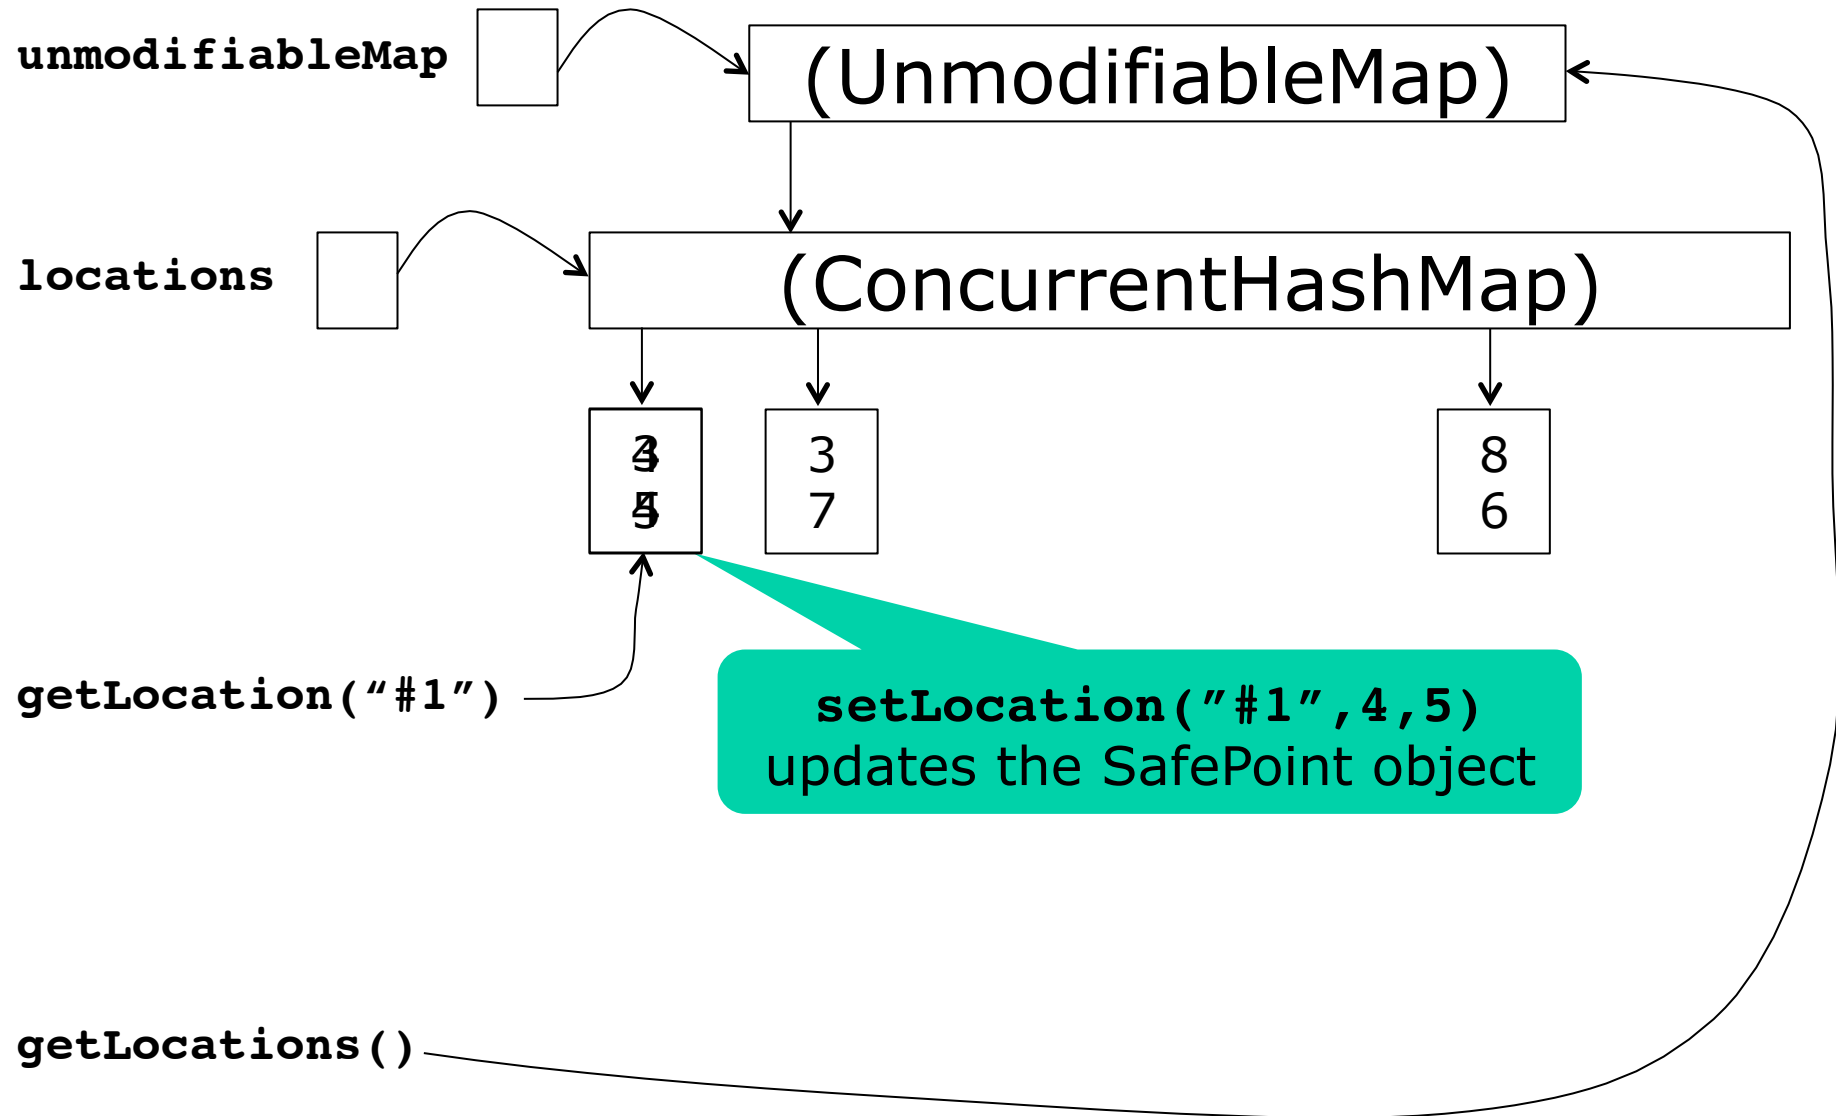 unmodifiableMap
(UnmodifiableMap)
locations
(ConcurrentHashMap)
3
7
8
6
getLocation(“#1”)
setLocation(”#1”,4,5)
updates the SafePoint object
getLocations()